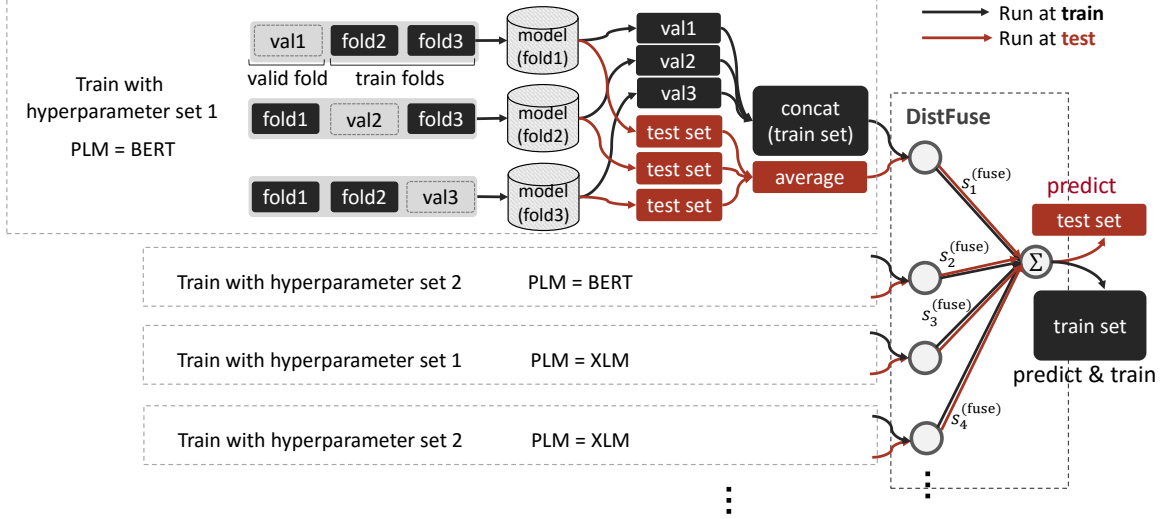 Run at train
Run at test
Train with
hyperparameter set 1
PLM = BERT
val1 fold2 fold3
valid fold train folds
fold1 val2 fold3
fold1 fold2 val3
model
(fold1)
model
(fold2)
model
(fold3)
val1
val2
val3
test set
test set
test set
concat
(train set)
average
DistFuse
s₁^(fuse)
s₂^(fuse)
s₃^(fuse)
s₄^(fuse)
Σ
predict
test set
train set
predict & train
Train with hyperparameter set 2 PLM = BERT
Train with hyperparameter set 1 PLM = XLM
Train with hyperparameter set 2 PLM = XLM